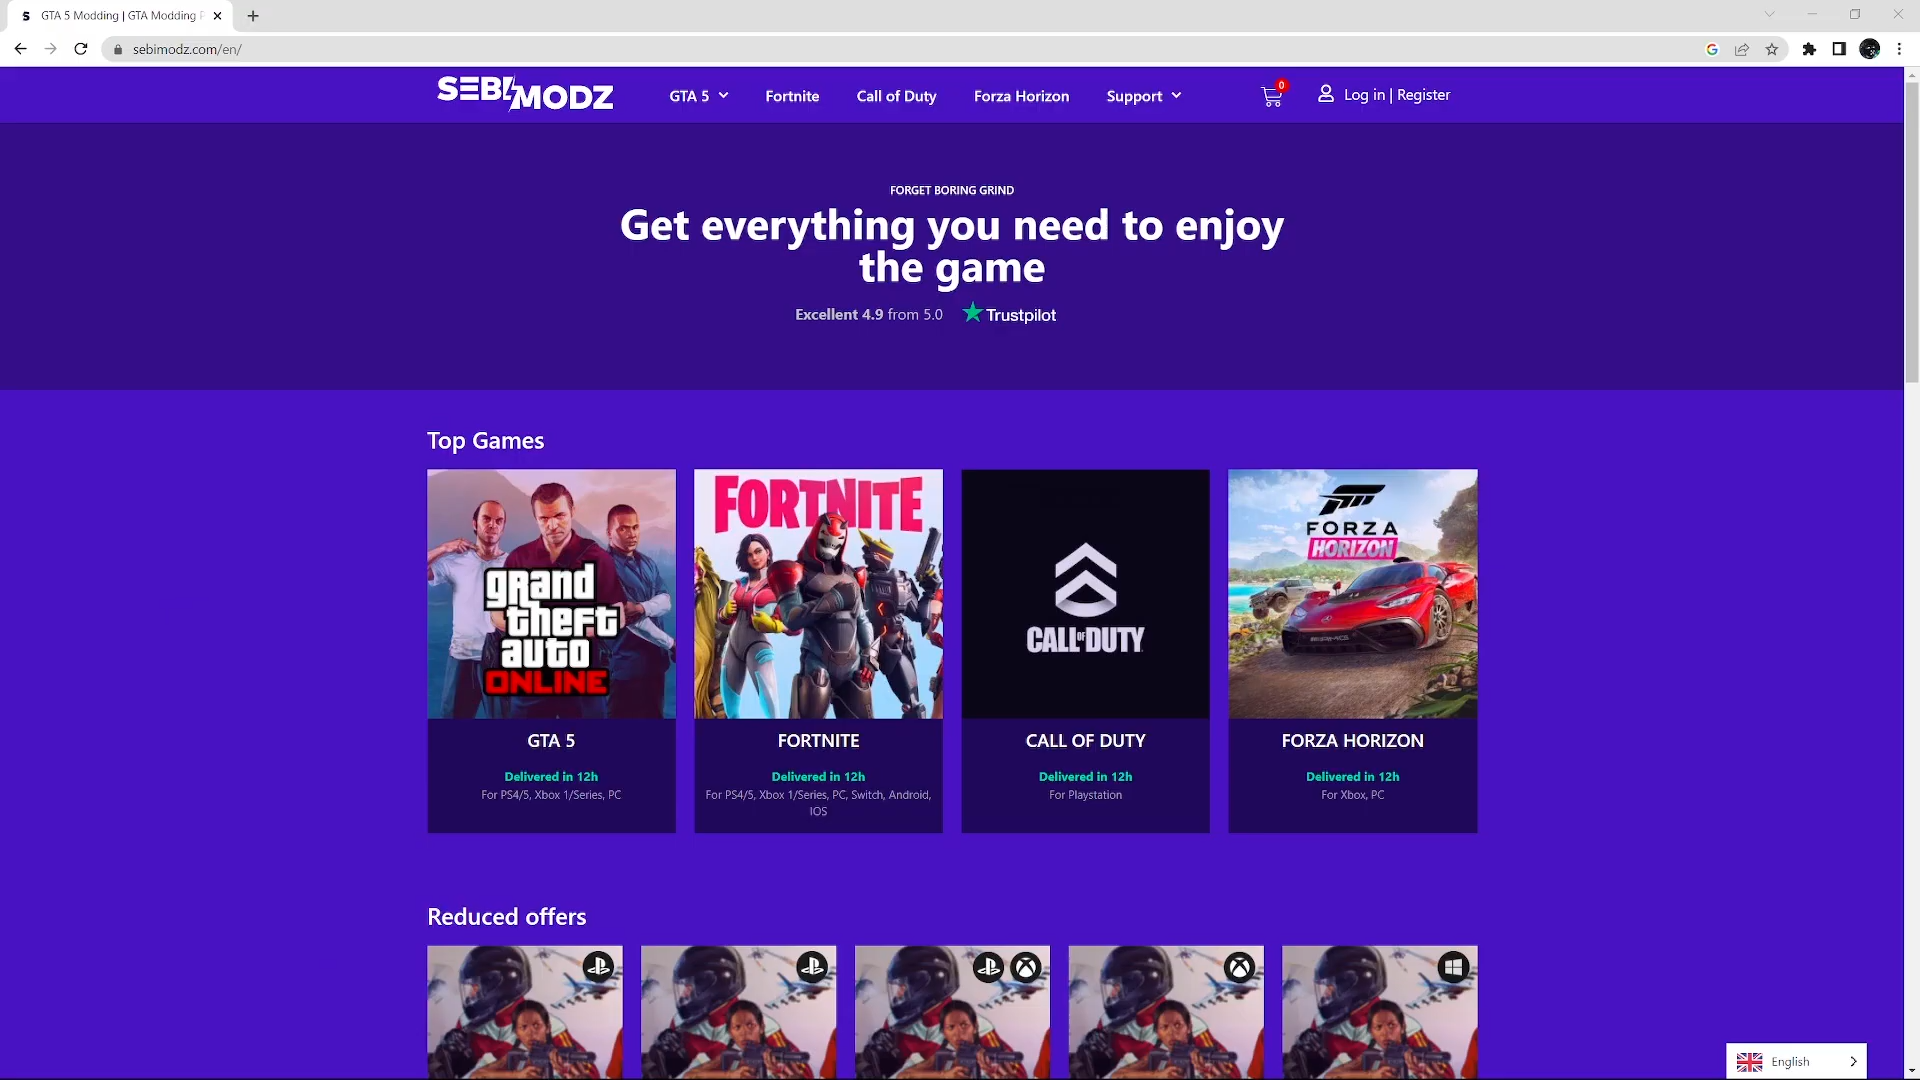 GTA 5 Modding | GTA Modding
sebimodz.com/en/
SEBI MODZ
GTA 5
Fortnite
Call of Duty
Forza Horizon
Support
0
Log in | Register
FORGET BORING GRIND
Get everything you need to enjoy
the game
Excellent 4.9 from 5.0
Trustpilot
Top Games
grand
theft
auto
ONLINE
FORTNITE
CALL OF DUTY
FORZA
HORIZON
GTA 5
Delivered in 12h
For PS4/5, Xbox 1/Series, PC
FORTNITE
Delivered in 12h
For PS4/5, Xbox 1/Series, PC, Switch, Android,
IOS
CALL OF DUTY
Delivered in 12h
For Playstation
FORZA HORIZON
Delivered in 12h
For Xbox, PC
Reduced offers
English